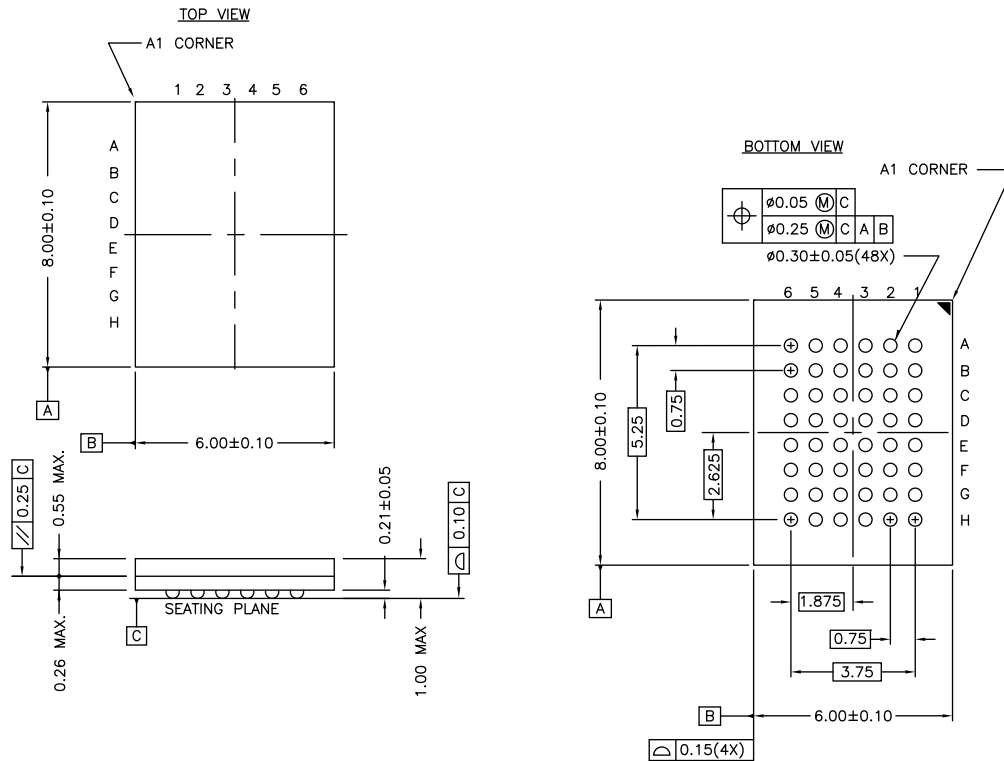 TOP VIEW
A1 CORNER
1 2 3 4 5 6
A
B
C
D
E
F
G
H
8.00±0.10
A
B
6.00±0.10
// 0.25 C
0.55 MAX.
0.21±0.05
⌓ 0.10 C
SEATING PLANE
C
0.26 MAX.
1.00 MAX
BOTTOM VIEW
A1 CORNER
⌖ ø0.05 Ⓜ C
ø0.25 Ⓜ C A B
ø0.30±0.05(48X)
6 5 4 3 2 1
A
B
C
D
E
F
G
H
8.00±0.10
5.25
0.75
2.625
A
1.875
0.75
3.75
B
6.00±0.10
⌓ 0.15(4X)